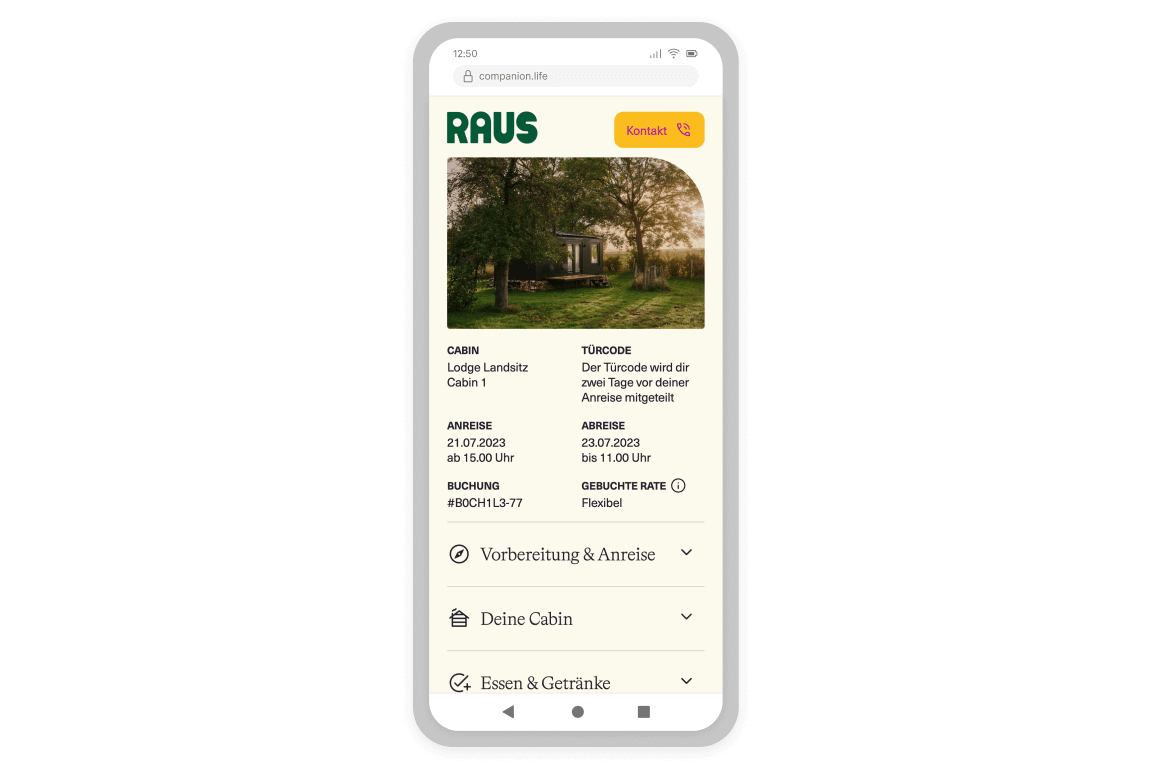 12:50
companion.life
RAUS
Kontakt
CABIN
Lodge Landsitz
Cabin 1
TÜRCODE
Der Türcode wird dir
zwei Tage vor deiner
Anreise mitgeteilt
ANREISE
21.07.2023
ab 15.00 Uhr
ABREISE
23.07.2023
bis 11.00 Uhr
BUCHUNG
#B0CH1L3-77
GEBUCHTE RATE
Flexibel
Vorbereitung & Anreise
Deine Cabin
Essen & Getränke